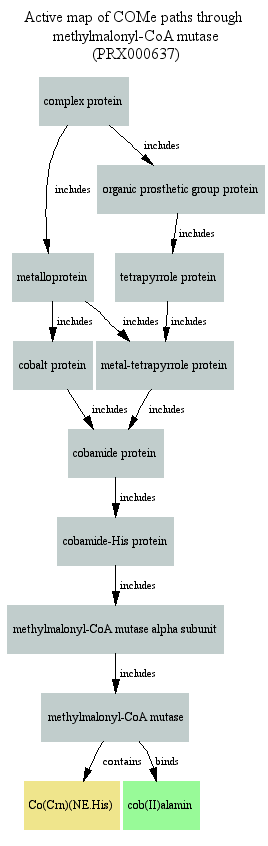 Active map of COMe paths through
methylmalonyl-CoA mutase
(PRX000637)
complex protein
includes
includes
organic prosthetic group protein
includes
metalloprotein
tetrapyrrole protein
includes
includes
includes
cobalt protein
metal-tetrapyrrole protein
includes
includes
cobamide protein
includes
cobamide-His protein
includes
methylmalonyl-CoA mutase alpha subunit
includes
methylmalonyl-CoA mutase
contains
binds
Co(Crn)(NE.His)
cob(II)alamin